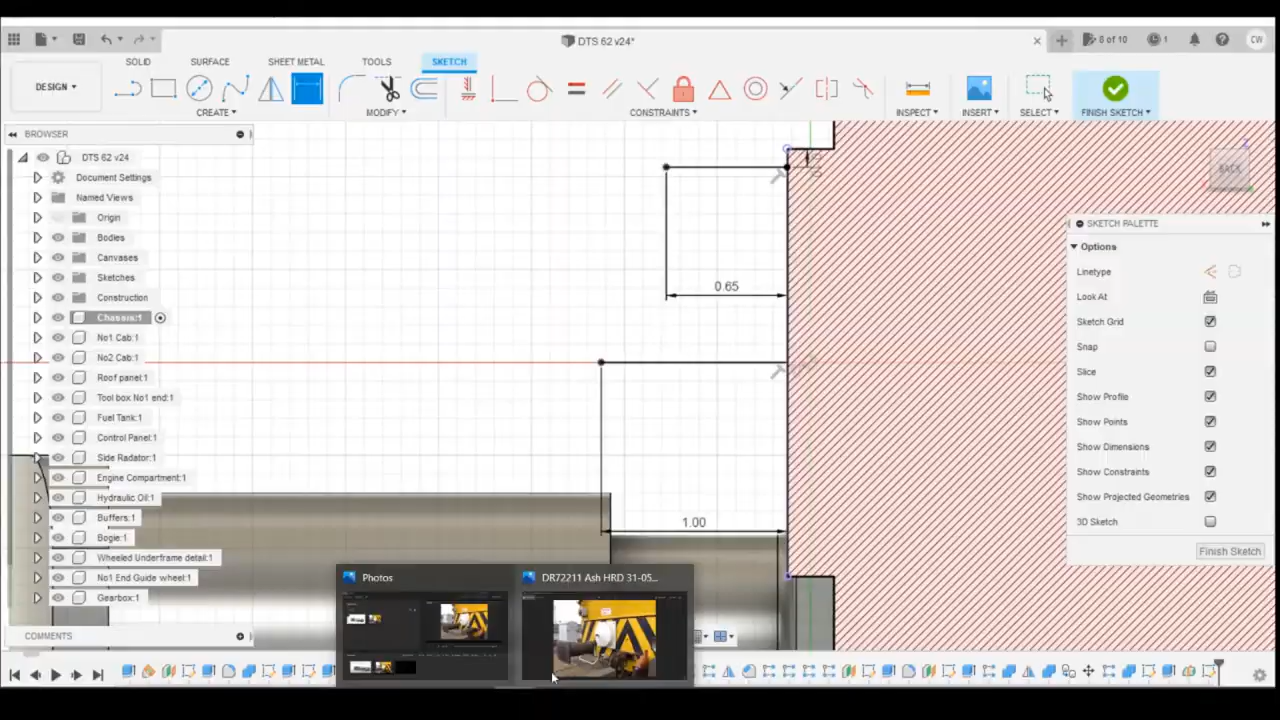 DTS 62 v24*
8 of 10
1
CW
DESIGN
SOLID
SURFACE
SHEET METAL
TOOLS
SKETCH
CREATE
MODIFY
CONSTRAINTS
INSPECT
INSERT
SELECT
FINISH SKETCH
BROWSER
DTS 62 v24
Document Settings
Named Views
Origin
Bodies
Canvases
Sketches
Construction
Chassis:1
No1 Cab:1
No2 Cab:1
Roof panel:1
Tool box No1 end:1
Fuel Tank:1
Control Panel:1
Side Radator:1
Engine Compartment:1
Hydraulic Oil:1
Buffers:1
Bogie:1
Wheeled Underframe detail:1
No1 End Guide wheel:1
Gearbox:1
COMMENTS
0.65
1.00
BACK
Z
SKETCH PALETTE
Options
Linetype
Look At
Sketch Grid
Snap
Slice
Show Profile
Show Points
Show Dimensions
Show Constraints
Show Projected Geometries
3D Sketch
Finish Sketch
Photos
DR72211 Ash HRD 31-05...